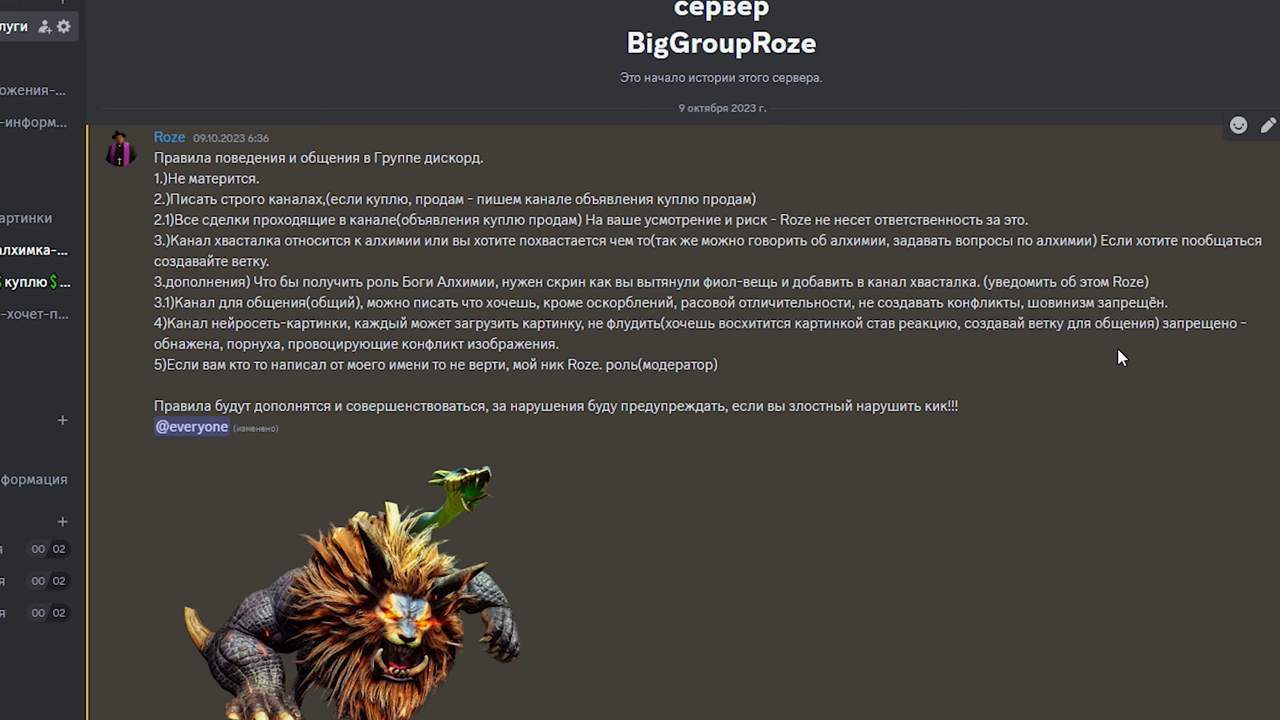 сервер
BigGroupRoze
Это начало истории этого сервера.
9 октября 2023 г.
луги
ожения-...
-информ...
артинки
алхимка-...
$ куплю $ ...
-хочет-п...
формация
я 00 02
я 00 02
я 00 02
Roze 09.10.2023 6:36
Правила поведения и общения в Группе дискорд.
1.)Не матерится.
2.)Писать строго каналах,(если куплю, продам - пишем канале объявления куплю продам)
2.1)Все сделки проходящие в канале(объявления куплю продам) На ваше усмотрение и риск - Roze не несет ответственность за это.
3.)Канал хвасталка относится к алхимии или вы хотите похвастается чем то(так же можно говорить об алхимии, задавать вопросы по алхимии) Если хотите пообщаться
создавайте ветку.
3.дополнения) Что бы получить роль Боги Алхимии, нужен скрин как вы вытянули фиол-вещь и добавить в канал хвасталка. (уведомить об этом Roze)
3.1)Канал для общения(общий), можно писать что хочешь, кроме оскорблений, расовой отличительности, не создавать конфликты, шовинизм запрещён.
4)Канал нейросеть-картинки, каждый может загрузить картинку, не флудить(хочешь восхитится картинкой став реакцию, создавай ветку для общения) запрещено -
обнажена, порнуха, провоцирующие конфликт изображения.
5)Если вам кто то написал от моего имени то не верти, мой ник Roze. роль(модератор)
Правила будут дополнятся и совершенствоваться, за нарушения буду предупреждать, если вы злостный нарушить кик!!!
@everyone (изменено)